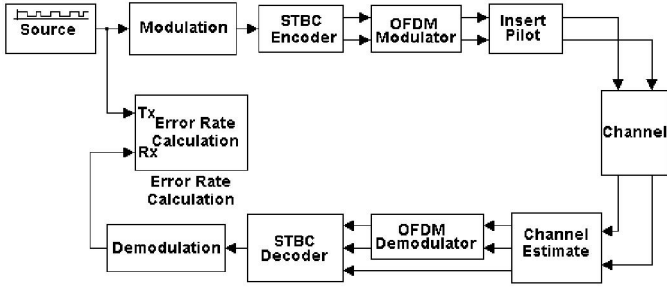 Source
Modulation
STBC
Encoder
OFDM
Modulator
Insert
Pilot
Channel
Tx
Error Rate
Calculation
Rx
Error Rate
Calculation
Demodulation
STBC
Decoder
OFDM
Demodulator
Channel
Estimate